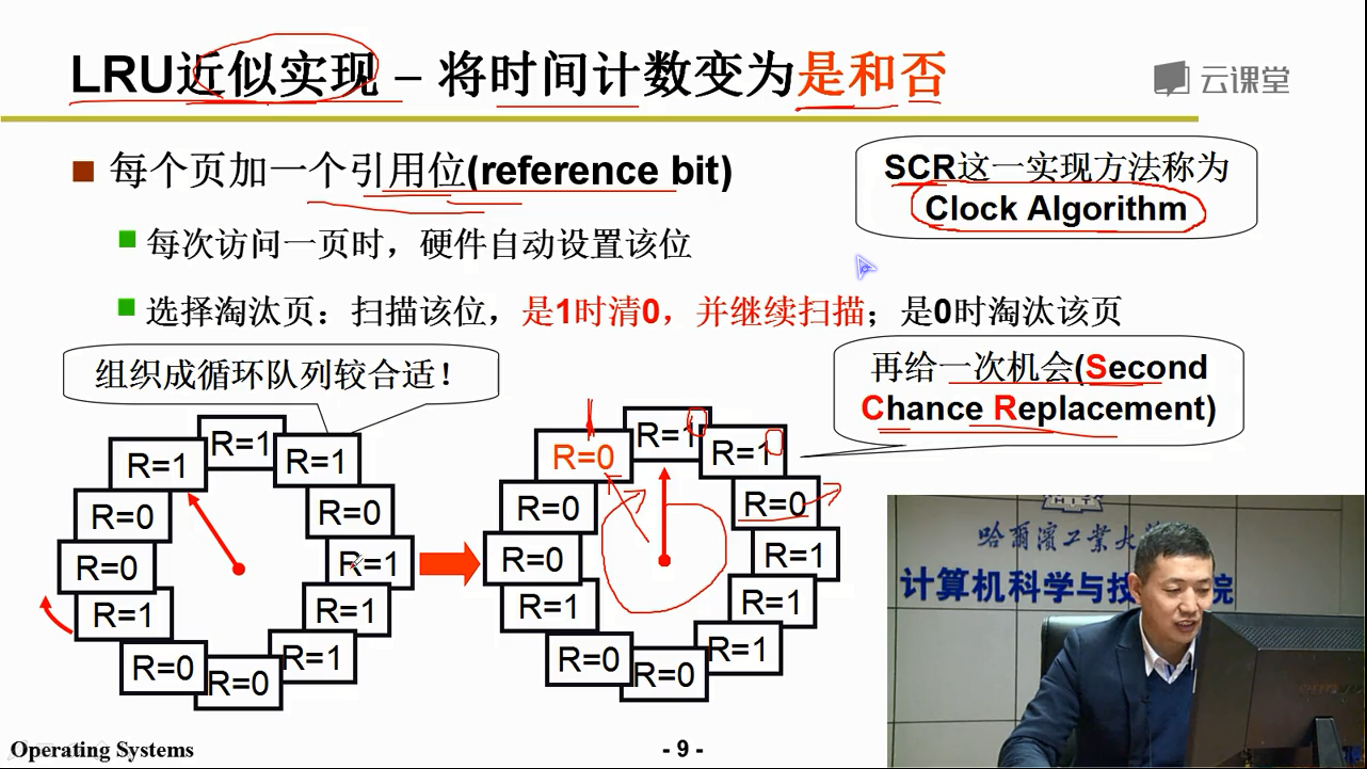 LRU近似实现 – 将时间计数变为是和否
云课堂
每个页加一个引用位(reference bit)
SCR这一实现方法称为
Clock Algorithm
每次访问一页时，硬件自动设置该位
选择淘汰页：扫描该位，是1时清0，并继续扫描；是0时淘汰该页
组织成循环队列较合适！
再给一次机会(Second
Chance Replacement)
R=1
R=1
R=1
R=0
R=0
R=0
R=1
R=1
R=1
R=0
R=0
R=1
R=1
R=0
R=1
R=0
R=0
R=0
R=1
R=1
R=1
R=0
R=0
R=1
哈尔滨工业大
计算机科学与技
院
Operating Systems
- 9 -